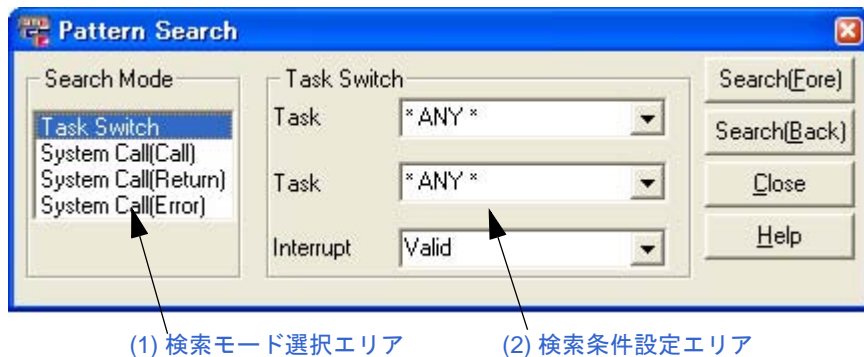 Pattern Search
Search Mode
Task Switch
System Call(Call)
System Call(Return)
System Call(Error)
Task Switch
Task * ANY *
Task * ANY *
Interrupt Valid
Search(Fore)
Search(Back)
Close
Help
(1) 検索モード選択エリア
(2) 検索条件設定エリア